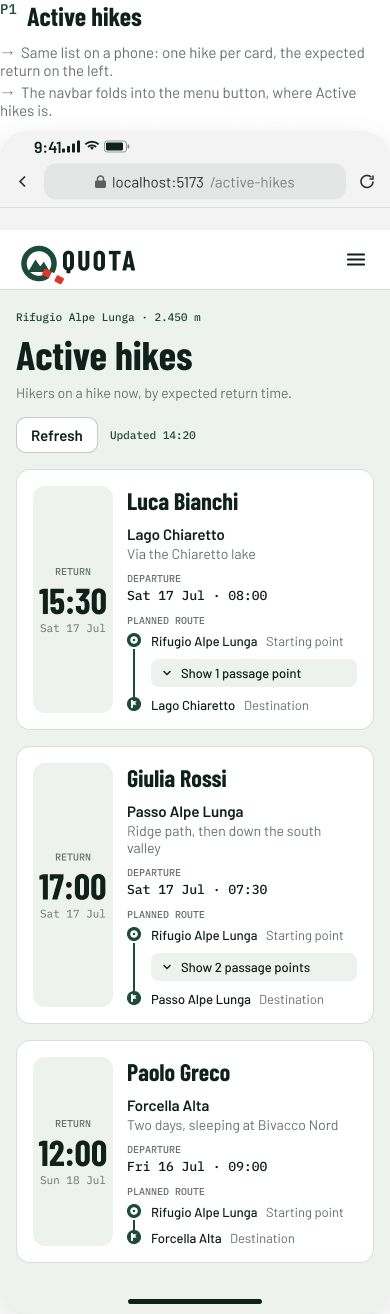 P1 Active hikes
→ Same list on a phone: one hike per card, the expected
return on the left.
→ The navbar folds into the menu button, where Active
hikes is.
9:41
localhost:5173 /active-hikes
QUOTA
Rifugio Alpe Lunga · 2.450 m
Active hikes
Hikers on a hike now, by expected return time.
Refresh Updated 14:20
RETURN
15:30
Sat 17 Jul
Luca Bianchi
Lago Chiaretto
Via the Chiaretto lake
DEPARTURE
Sat 17 Jul · 08:00
PLANNED ROUTE
Rifugio Alpe Lunga Starting point
Show 1 passage point
Lago Chiaretto Destination
RETURN
17:00
Sat 17 Jul
Giulia Rossi
Passo Alpe Lunga
Ridge path, then down the south
valley
DEPARTURE
Sat 17 Jul · 07:30
PLANNED ROUTE
Rifugio Alpe Lunga Starting point
Show 2 passage points
Passo Alpe Lunga Destination
RETURN
12:00
Sun 18 Jul
Paolo Greco
Forcella Alta
Two days, sleeping at Bivacco Nord
DEPARTURE
Fri 16 Jul · 09:00
PLANNED ROUTE
Rifugio Alpe Lunga Starting point
Forcella Alta Destination